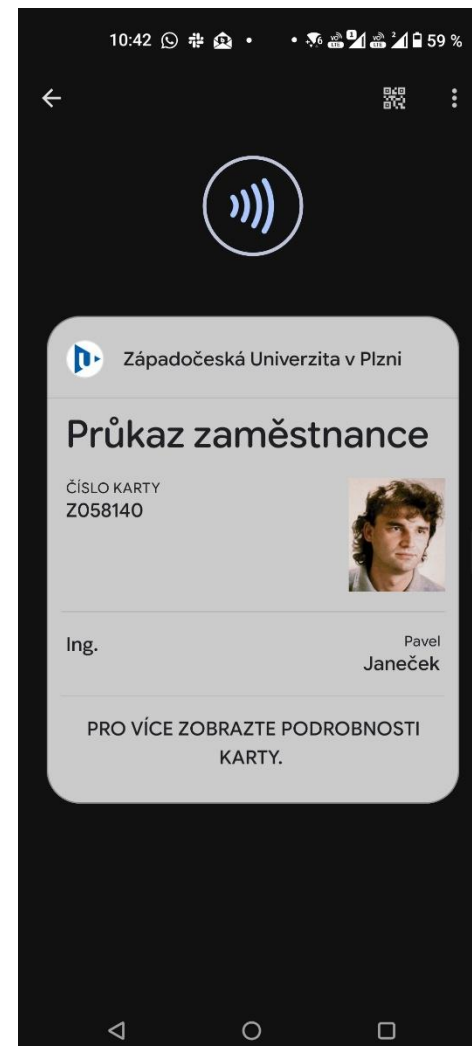 10:42 59 %
Západočeská Univerzita v Plzni
Průkaz zaměstnance
ČÍSLO KARTY
Z058140
Ing.
Pavel
Janeček
PRO VÍCE ZOBRAZTE PODROBNOSTI
KARTY.